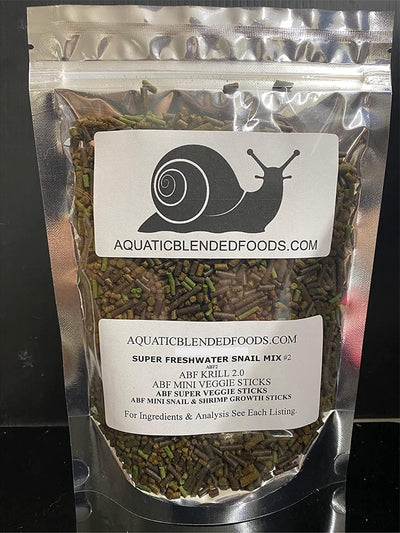 AQUATICBLENDEDFOODS.COM
AQUATICBLENDEDFOODS.COM
SUPER FRESHWATER SNAIL MIX #2
ABF2
ABF KRILL 2.0
ABF MINI VEGGIE STICKS
ABF SUPER VEGGIE STICKS
ABF MINI SNAIL & SHRIMP GROWTH STICKS
For Ingredients & Analysis See Each Listing.